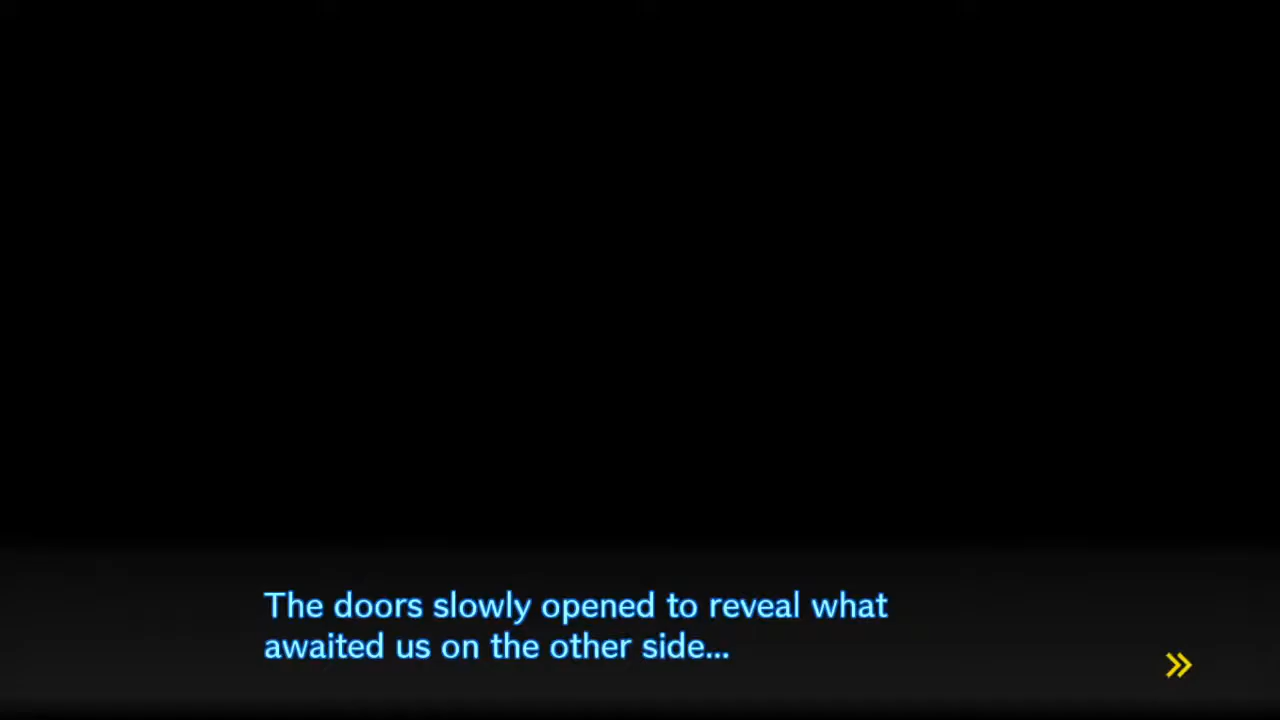 The doors slowly opened to reveal what
awaited us on the other side...